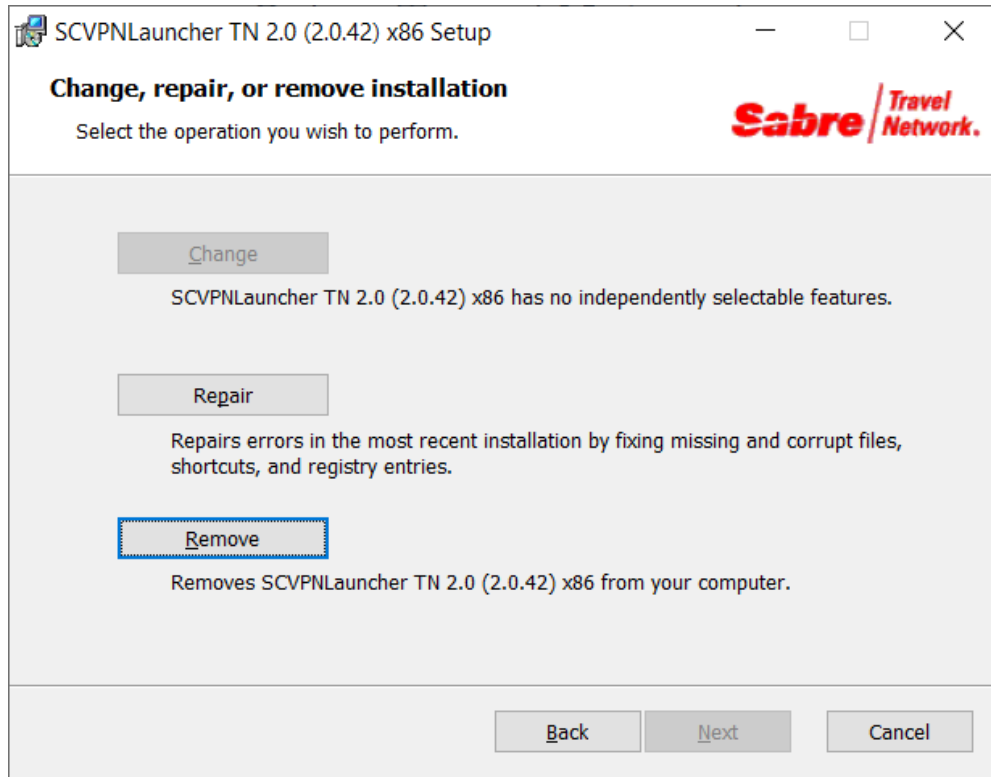 SCVPNLauncher TN 2.0 (2.0.42) x86 Setup
Change, repair, or remove installation
Select the operation you wish to perform.
Sabre Travel Network.
Change
SCVPNLauncher TN 2.0 (2.0.42) x86 has no independently selectable features.
Repair
Repairs errors in the most recent installation by fixing missing and corrupt files,
shortcuts, and registry entries.
Remove
Removes SCVPNLauncher TN 2.0 (2.0.42) x86 from your computer.
Back Next Cancel